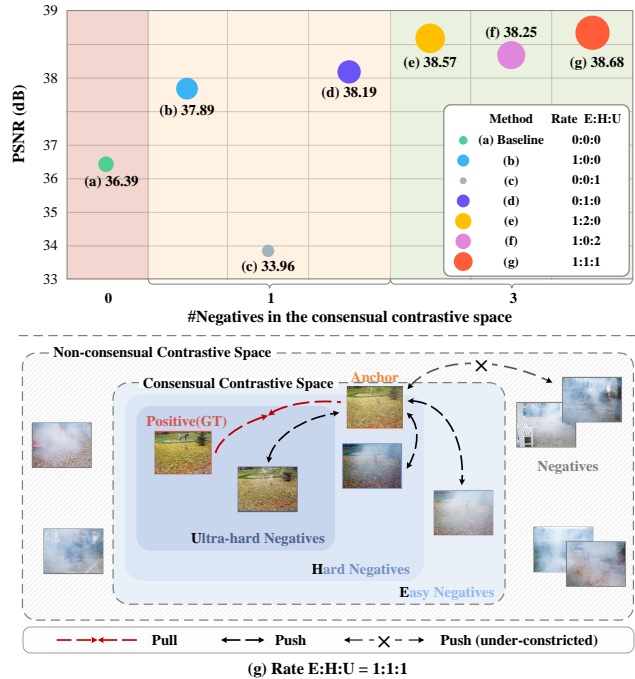 39
38
37
36
34
33
PSNR (dB)
(a) 36.39
(b) 37.89
(c) 33.96
(d) 38.19
(e) 38.57
(f) 38.25
(g) 38.68
Method Rate E:H:U
(a) Baseline 0:0:0
(b) 1:0:0
(c) 0:0:1
(d) 0:1:0
(e) 1:2:0
(f) 1:0:2
(g) 1:1:1
0 1 3
#Negatives in the consensual contrastive space
Non-consensual Contrastive Space
Consensual Contrastive Space
Anchor
Positive(GT)
Negatives
Ultra-hard Negatives
Hard Negatives
Easy Negatives
Pull Push Push (under-constricted)
(g) Rate E:H:U = 1:1:1